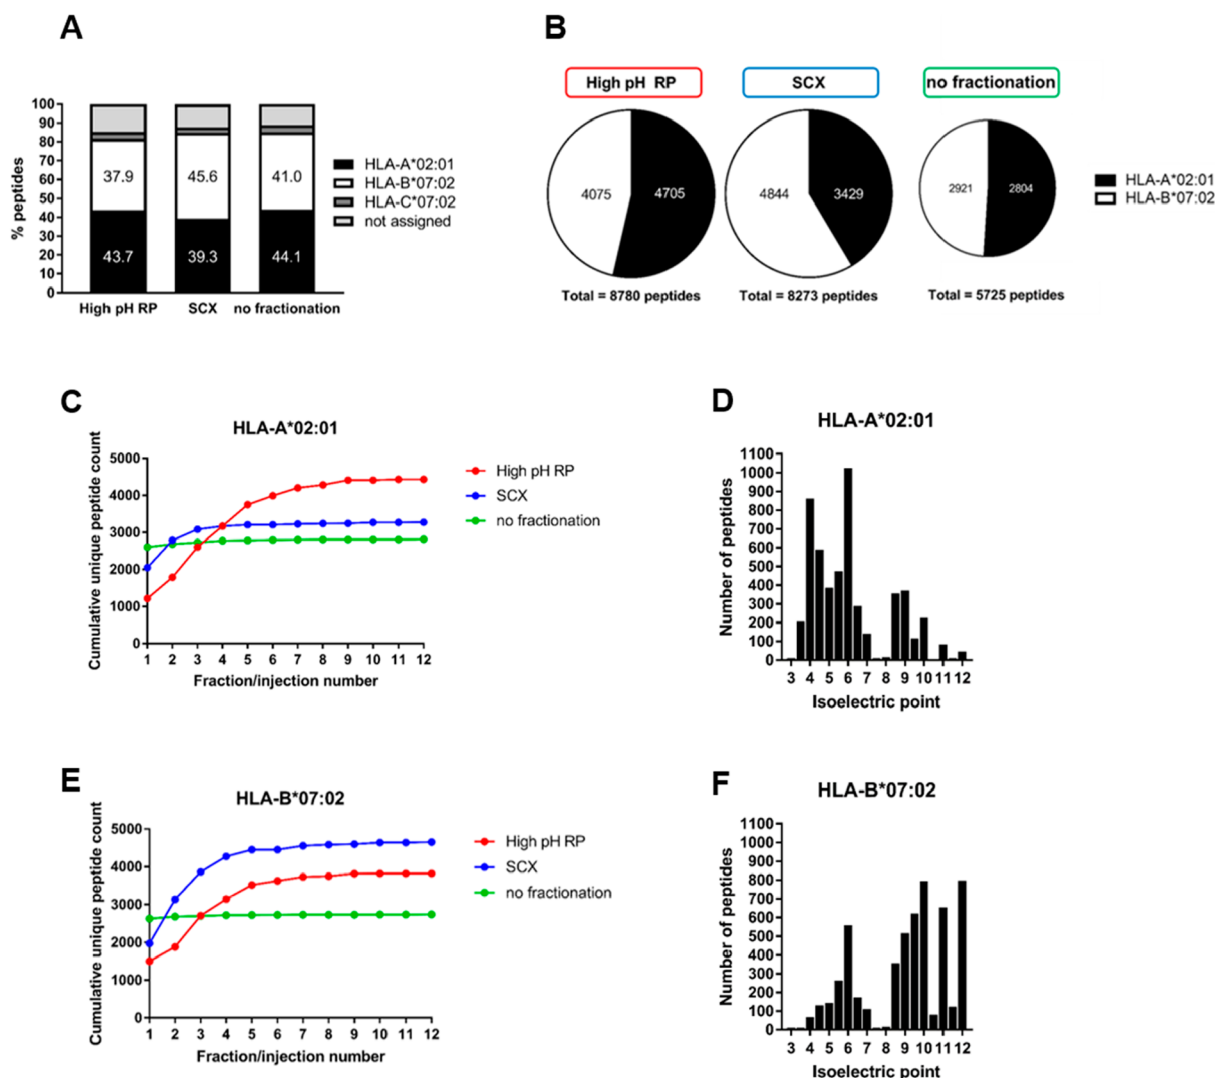 A
100
90
80
70
60
50
40
30
20
10
0
% peptides
37.9
45.6
41.0
43.7
39.3
44.1
High pH RP
SCX
no fractionation
HLA-A*02:01
HLA-B*07:02
HLA-C*07:02
not assigned
B
High pH RP
SCX
no fractionation
4075
4705
4844
3429
2921
2804
HLA-A*02:01
HLA-B*07:02
Total = 8780 peptides
Total = 8273 peptides
Total = 5725 peptides
C
HLA-A*02:01
Cumulative unique peptide count
5000
4000
3000
2000
1000
0
1 2 3 4 5 6 7 8 9 10 11 12
Fraction/injection number
High pH RP
SCX
no fractionation
D
HLA-A*02:01
Number of peptides
1100
1000
900
800
700
600
500
400
300
200
100
0
3 4 5 6 7 8 9 10 11 12
Isoelectric point
E
HLA-B*07:02
Cumulative unique peptide count
5000
4000
3000
2000
1000
0
1 2 3 4 5 6 7 8 9 10 11 12
Fraction/injection number
High pH RP
SCX
no fractionation
F
HLA-B*07:02
Number of peptides
1100
1000
900
800
700
600
500
400
300
200
100
0
3 4 5 6 7 8 9 10 11 12
Isoelectric point